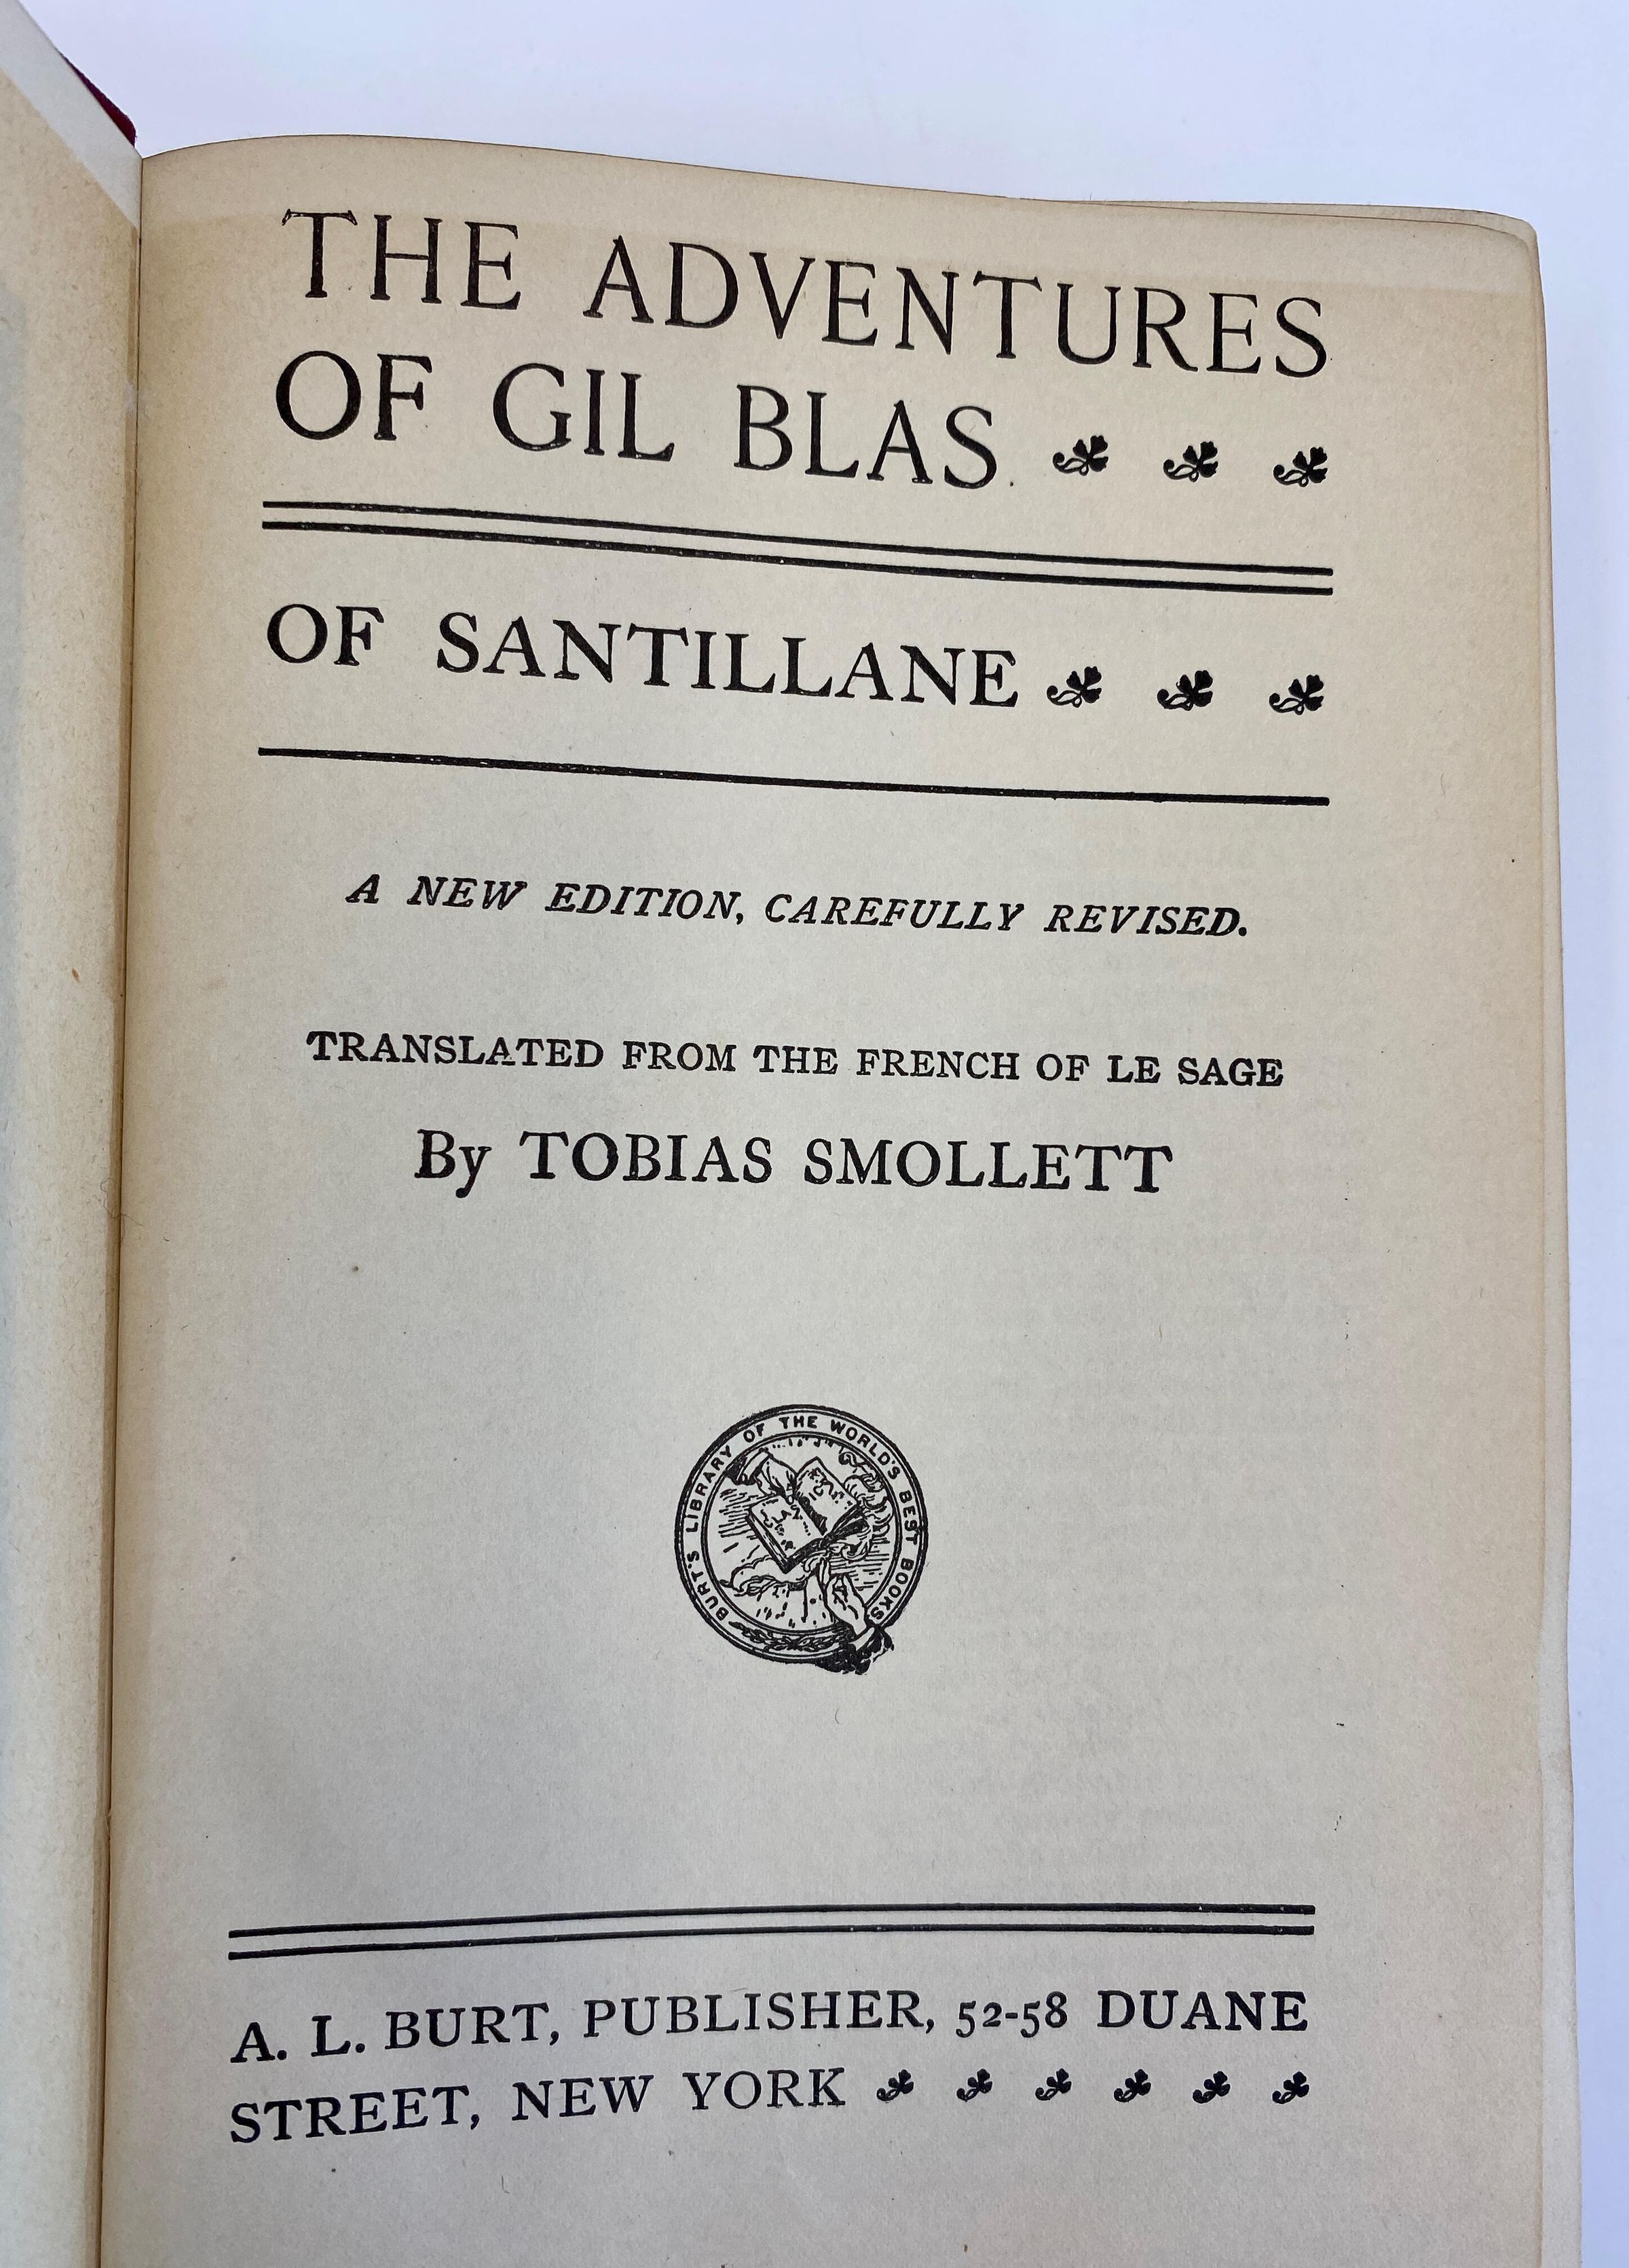 THE ADVENTURES
OF GIL BLAS
OF SANTILLANE
A NEW EDITION, CAREFULLY REVISED.
TRANSLATED FROM THE FRENCH OF LE SAGE
By TOBIAS SMOLLETT
BURT'S LIBRARY OF THE WORLD'S BEST BOOKS
A. L. BURT, PUBLISHER, 52-58 DUANE
STREET, NEW YORK